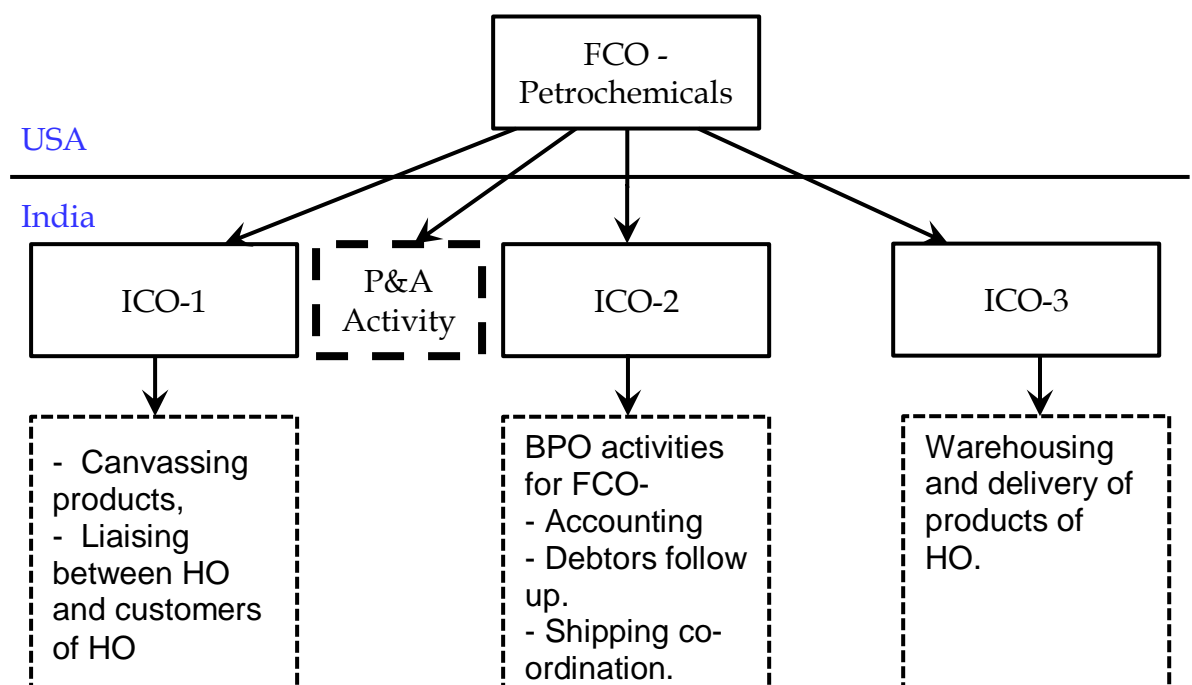 FCO -
Petrochemicals
USA
India
ICO-1
P&A
Activity
ICO-2
ICO-3
- Canvassing
products,
- Liaising
between HO
and customers
of HO
BPO activities
for FCO-
- Accounting
- Debtors follow
up.
- Shipping co-
ordination.
Warehousing
and delivery of
products of
HO.